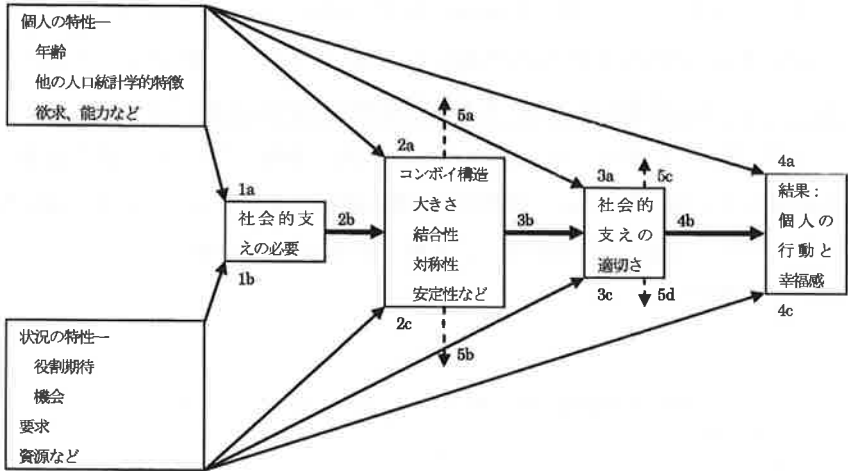 個人の特性―
年齢
他の人口統計学的特徴
欲求、能力など
状況の特性―
役割期待
機会
要求
資源など
1a
社会的支
えの必要
1b
2b
2a
コンボイ構造
大きさ
結合性
対称性
安定性など
2c
5a
5b
3b
3a
社会的
支えの
適切さ
3c
5c
5d
4b
4a
結果：
個人の
行動と
幸福感
4c